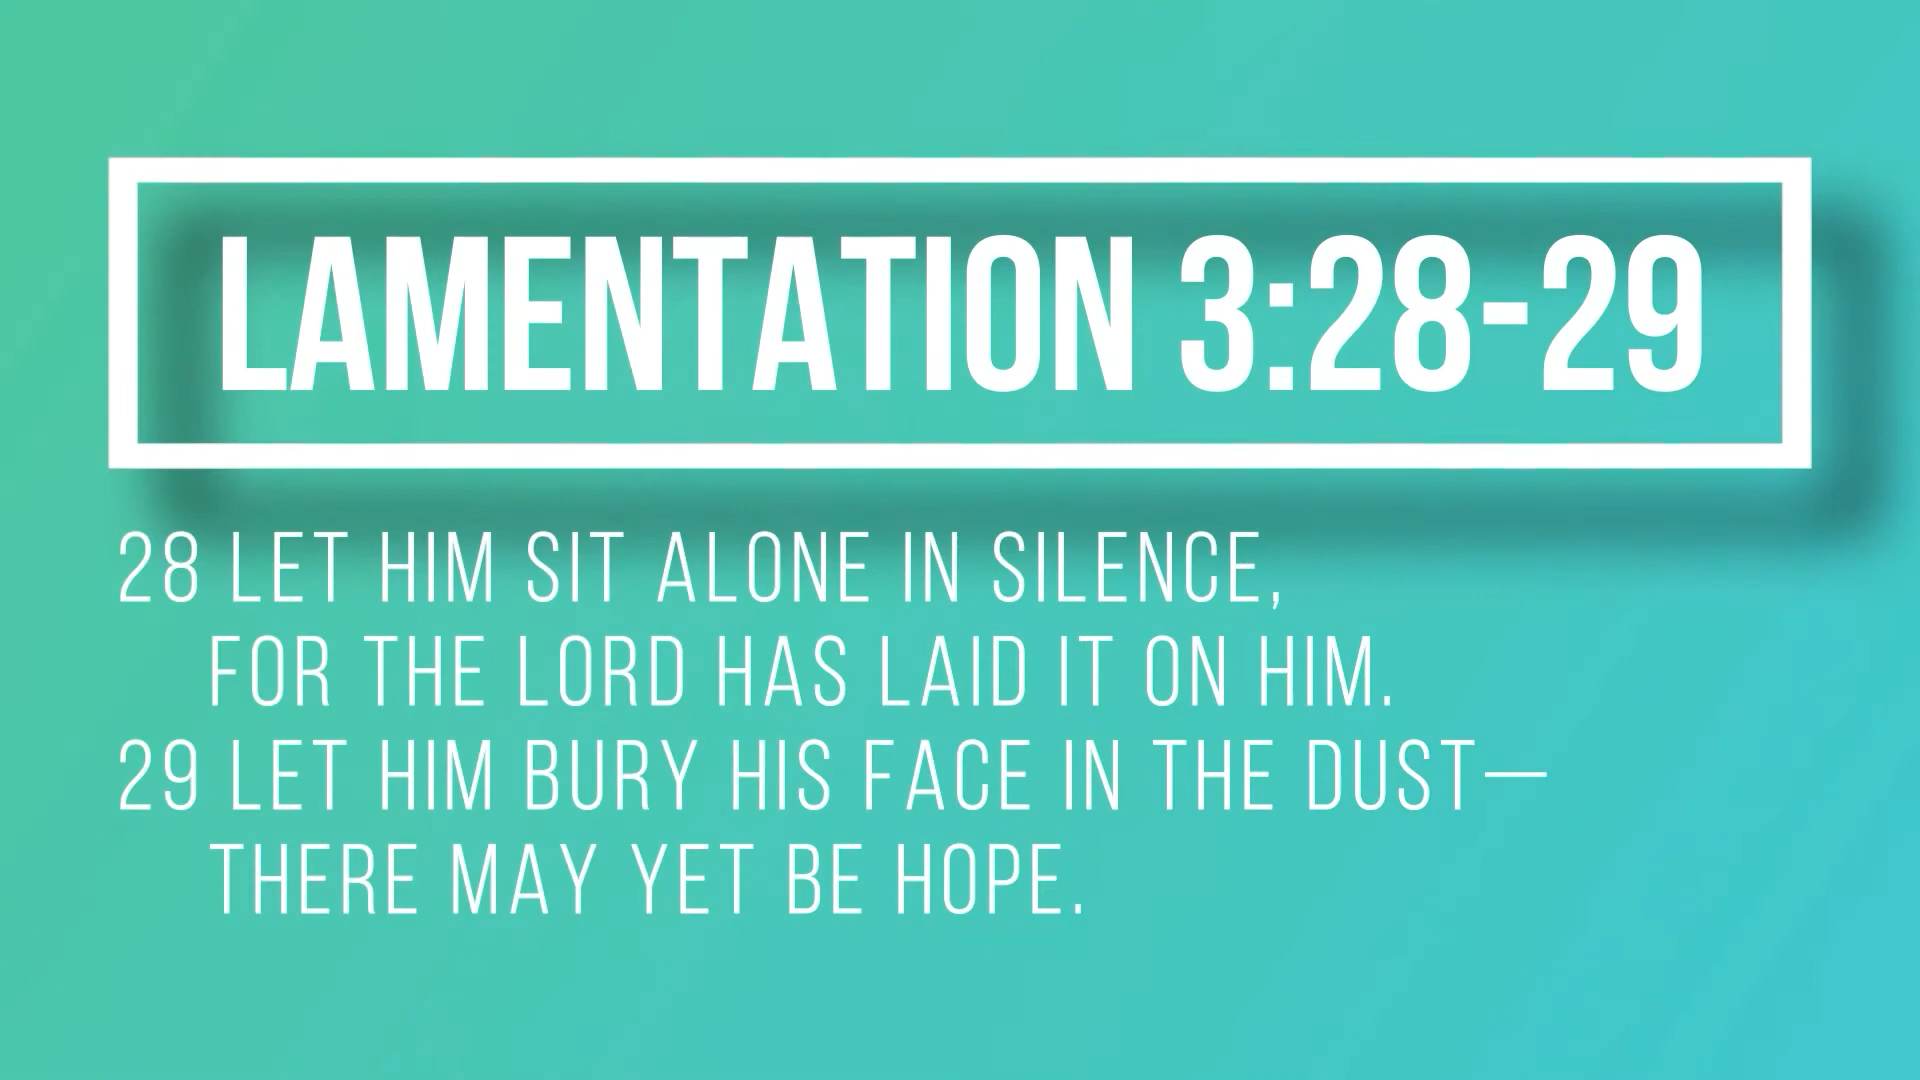 LAMENTATION 3:28-29
28 LET HIM SIT ALONE IN SILENCE,
FOR THE LORD HAS LAID IT ON HIM.
29 LET HIM BURY HIS FACE IN THE DUST—
THERE MAY YET BE HOPE.